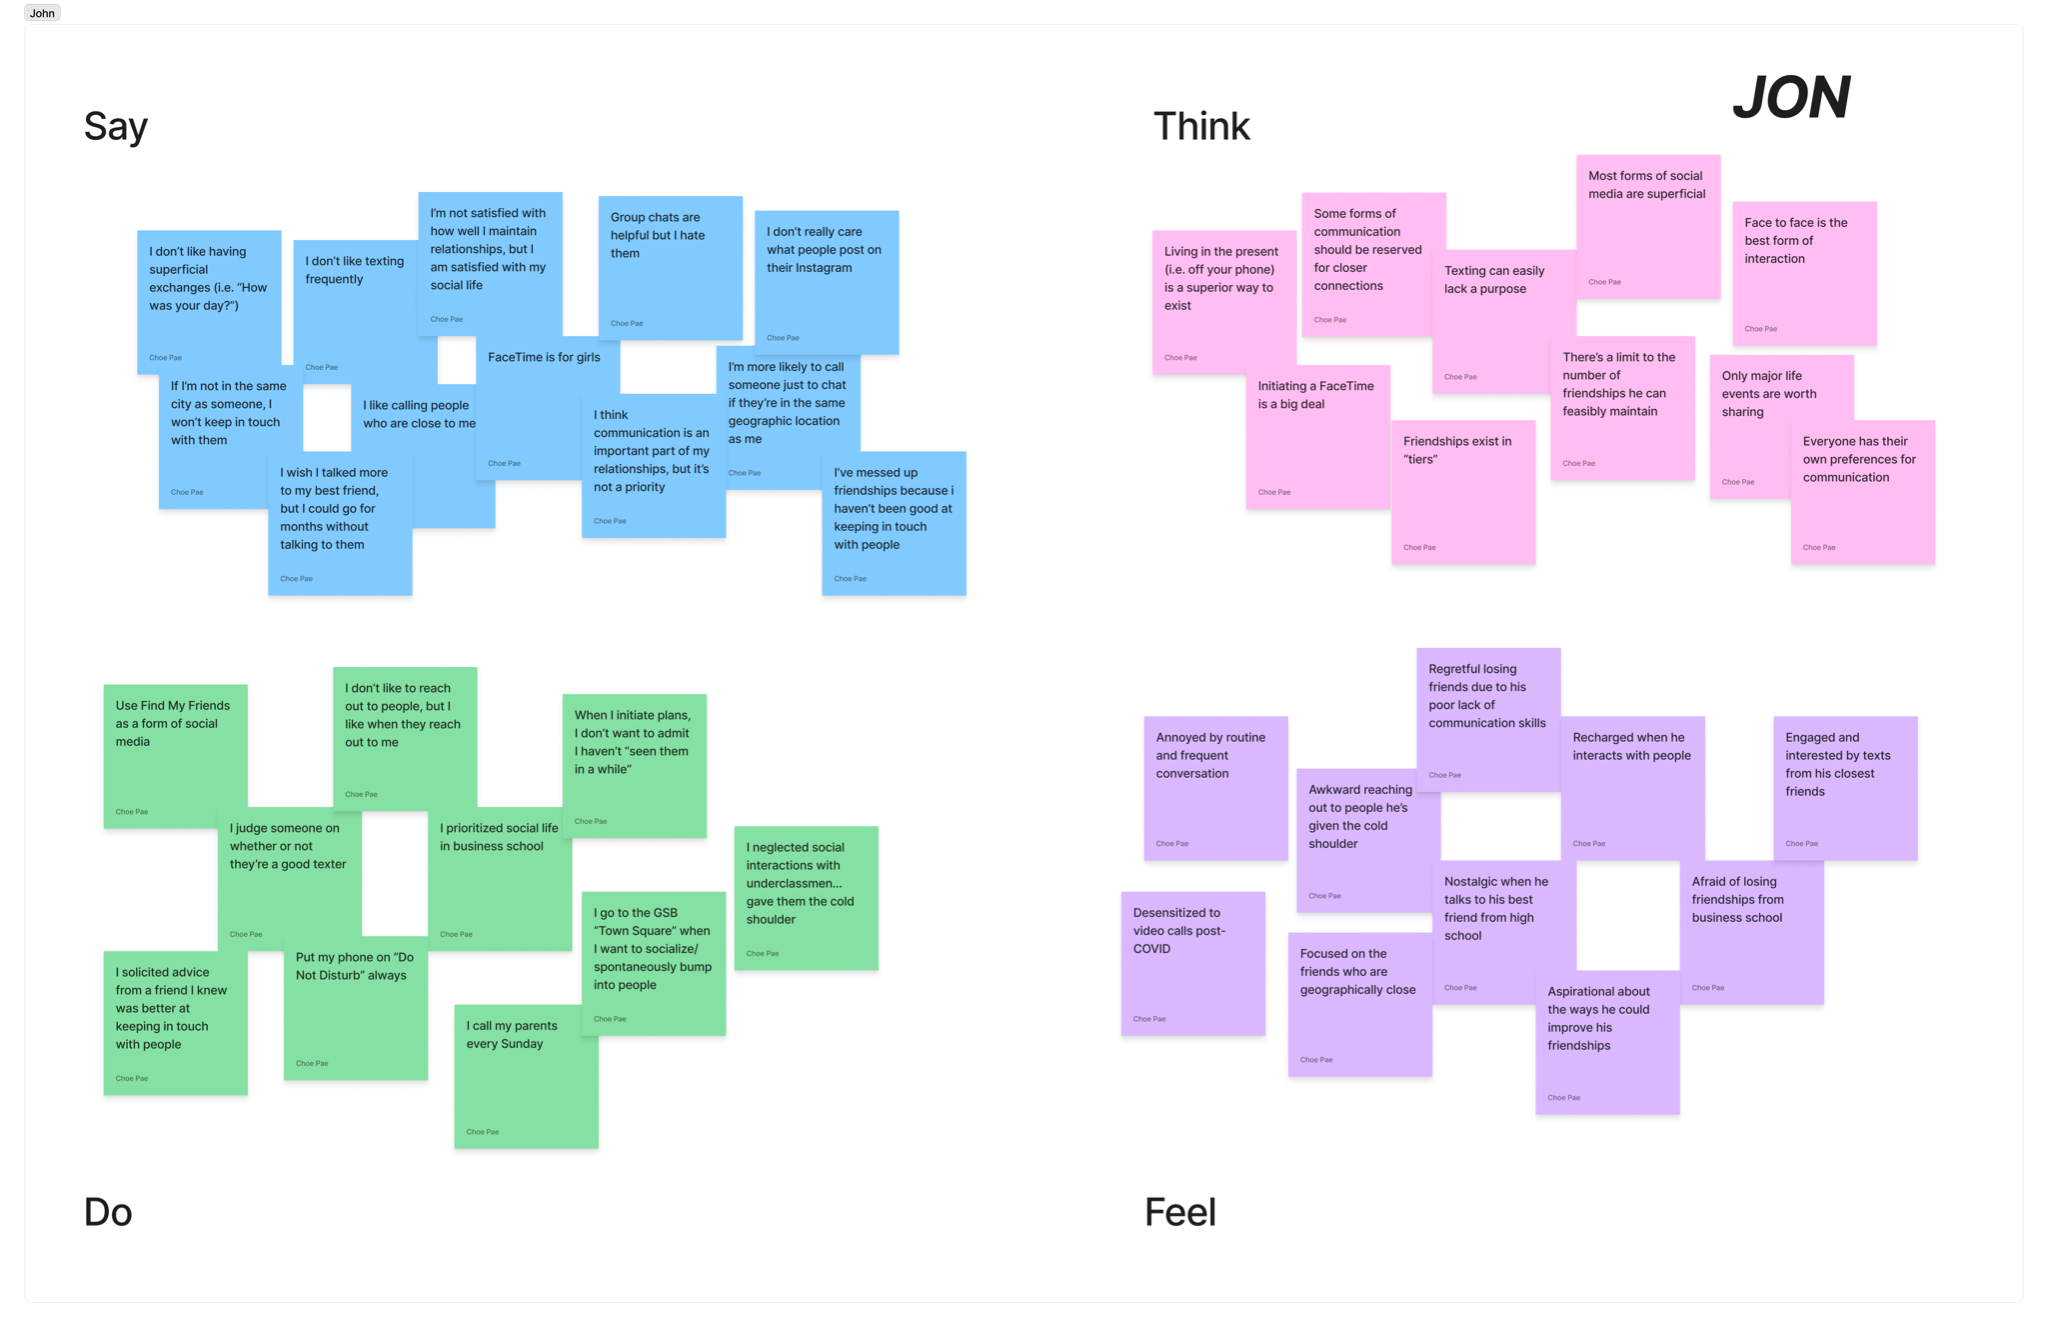 John
JON
Say
I don't like having
superficial
exchanges (i.e. “How
was your day?”)
Choe Pae
I don't like texting
frequently
Choe Pae
I'm not satisfied with
how well I maintain
relationships, but I
am satisfied with my
social life
Choe Pae
Group chats are
helpful but I hate
them
Choe Pae
I don't really care
what people post on
their Instagram
Choe Pae
If I'm not in the same
city as someone, I
won't keep in touch
with them
Choe Pae
I like calling people
who are close to me
FaceTime is for girls
Choe Pae
I think
communication is an
important part of my
relationships, but it's
not a priority
Choe Pae
I'm more likely to call
someone just to chat
if they're in the same
geographic location
as me
Choe Pae
I wish I talked more
to my best friend,
but I could go for
months without
talking to them
Choe Pae
I've messed up
friendships because i
haven't been good at
keeping in touch
with people
Choe Pae
Think
Living in the present
(i.e. off your phone)
is a superior way to
exist
Choe Pae
Some forms of
communication
should be reserved
for closer
connections
Choe Pae
Texting can easily
lack a purpose
Choe Pae
Most forms of social
media are superficial
Choe Pae
Face to face is the
best form of
interaction
Choe Pae
Initiating a FaceTime
is a big deal
Choe Pae
Friendships exist in
“tiers”
Choe Pae
There's a limit to the
number of
friendships he can
feasibly maintain
Choe Pae
Only major life
events are worth
sharing
Choe Pae
Everyone has their
own preferences for
communication
Choe Pae
Use Find My Friends
as a form of social
media
Choe Pae
I don't like to reach
out to people, but I
like when they reach
out to me
Choe Pae
When I initiate plans,
I don't want to admit
I haven't “seen them
in a while”
Choe Pae
I judge someone on
whether or not
they're a good texter
Choe Pae
I prioritized social life
in business school
Choe Pae
I neglected social
interactions with
underclassmen...
gave them the cold
shoulder
Choe Pae
I go to the GSB
“Town Square” when
I want to socialize/
spontaneously bump
into people
Choe Pae
I solicited advice
from a friend I knew
was better at
keeping in touch
with people
Choe Pae
Put my phone on “Do
Not Disturb” always
Choe Pae
I call my parents
every Sunday
Choe Pae
Do
Regretful losing
friends due to his
poor lack of
communication skills
Choe Pae
Annoyed by routine
and frequent
conversation
Choe Pae
Awkward reaching
out to people he's
given the cold
shoulder
Choe Pae
Recharged when he
interacts with people
Choe Pae
Engaged and
interested by texts
from his closest
friends
Choe Pae
Desensitized to
video calls post-
COVID
Choe Pae
Focused on the
friends who are
geographically close
Choe Pae
Nostalgic when he
talks to his best
friend from high
school
Choe Pae
Afraid of losing
friendships from
business school
Choe Pae
Aspirational about
the ways he could
improve his
friendships
Choe Pae
Feel